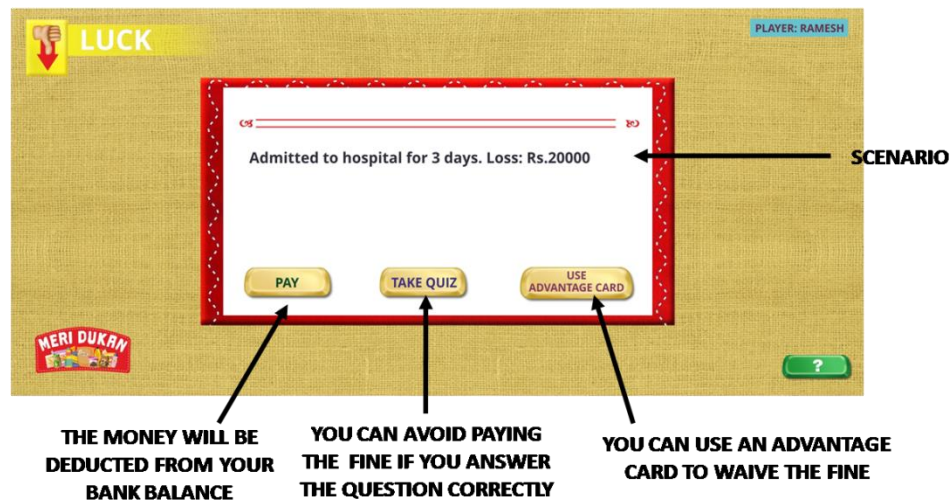 LUCK
PLAYER: RAMESH
Admitted to hospital for 3 days. Loss: Rs.20000
SCENARIO
PAY
TAKE QUIZ
USE
ADVANTAGE CARD
MERI DUKAN
?
THE MONEY WILL BE
DEDUCTED FROM YOUR
BANK BALANCE
YOU CAN AVOID PAYING
THE FINE IF YOU ANSWER
THE QUESTION CORRECTLY
YOU CAN USE AN ADVANTAGE
CARD TO WAIVE THE FINE